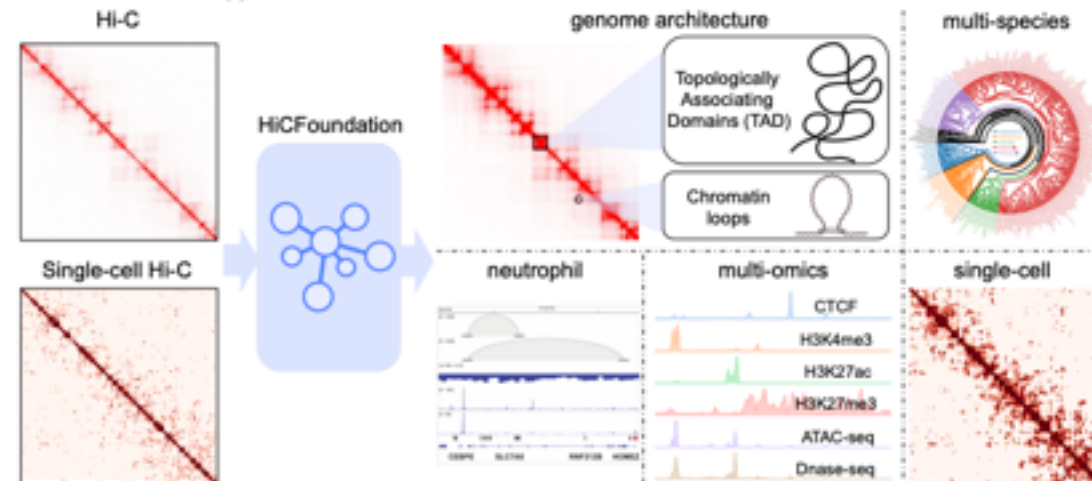 Hi-C
genome architecture
multi-species
HiCFoundation
Topologically
Associating
Domains (TAD)
Chromatin
loops
Single-cell Hi-C
neutrophil
multi-omics
single-cell
CTCF
H3K4me3
H3K27ac
H3K27me3
ATAC-seq
Dnase-seq